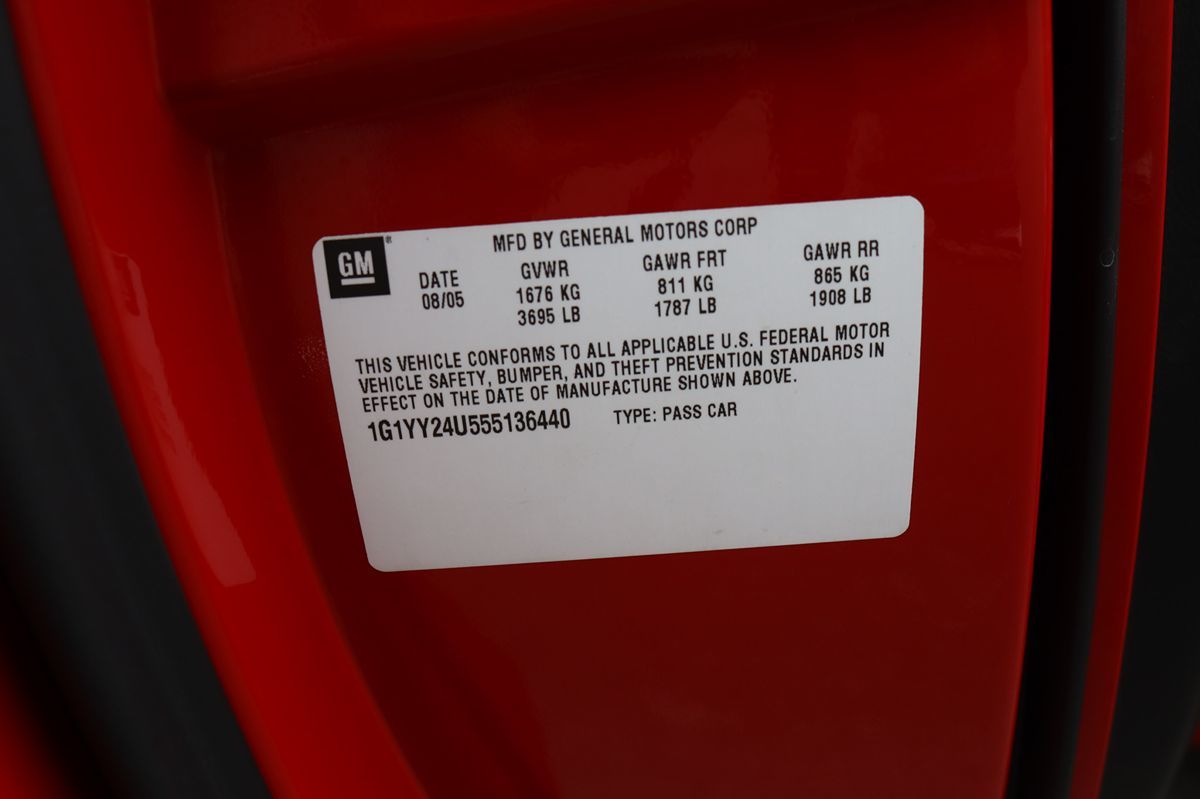 GM
MFD BY GENERAL MOTORS CORP
DATE GVWR GAWR FRT GAWR RR
08/05 1676 KG 811 KG 865 KG
3695 LB 1787 LB 1908 LB
THIS VEHICLE CONFORMS TO ALL APPLICABLE U.S. FEDERAL MOTOR
VEHICLE SAFETY, BUMPER, AND THEFT PREVENTION STANDARDS IN
EFFECT ON THE DATE OF MANUFACTURE SHOWN ABOVE.
1G1YY24U555136440 TYPE: PASS CAR